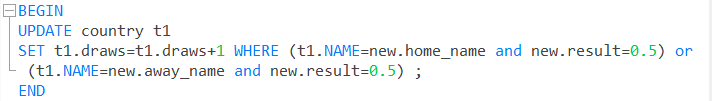 BEGIN
UPDATE country t1
SET t1.draws=t1.draws+1 WHERE (t1.NAME=new.home_name and new.result=0.5) or
(t1.NAME=new.away_name and new.result=0.5) ;
END